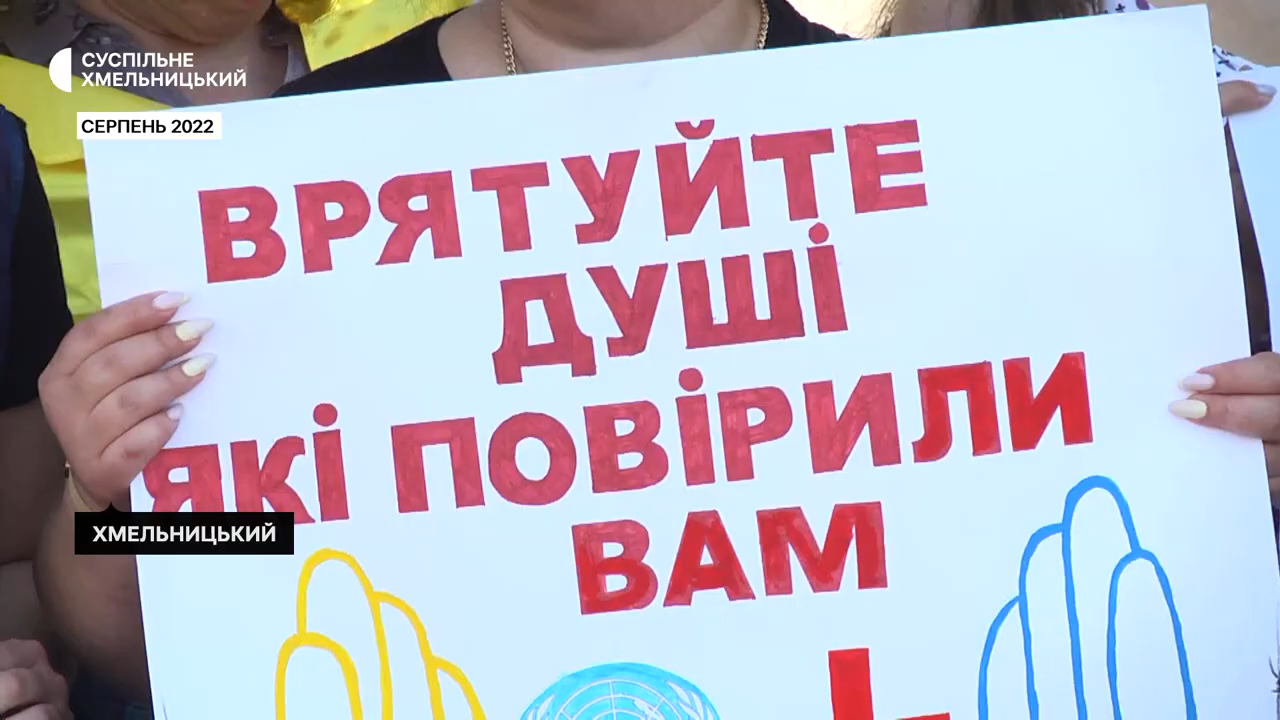 СУСПІЛЬНЕ
ХМЕЛЬНИЦЬКИЙ
СЕРПЕНЬ 2022
ВРЯТУЙТЕ
ДУШІ
ЯКІ ПОВІРИЛИ
ВАМ
ХМЕЛЬНИЦЬКИЙ